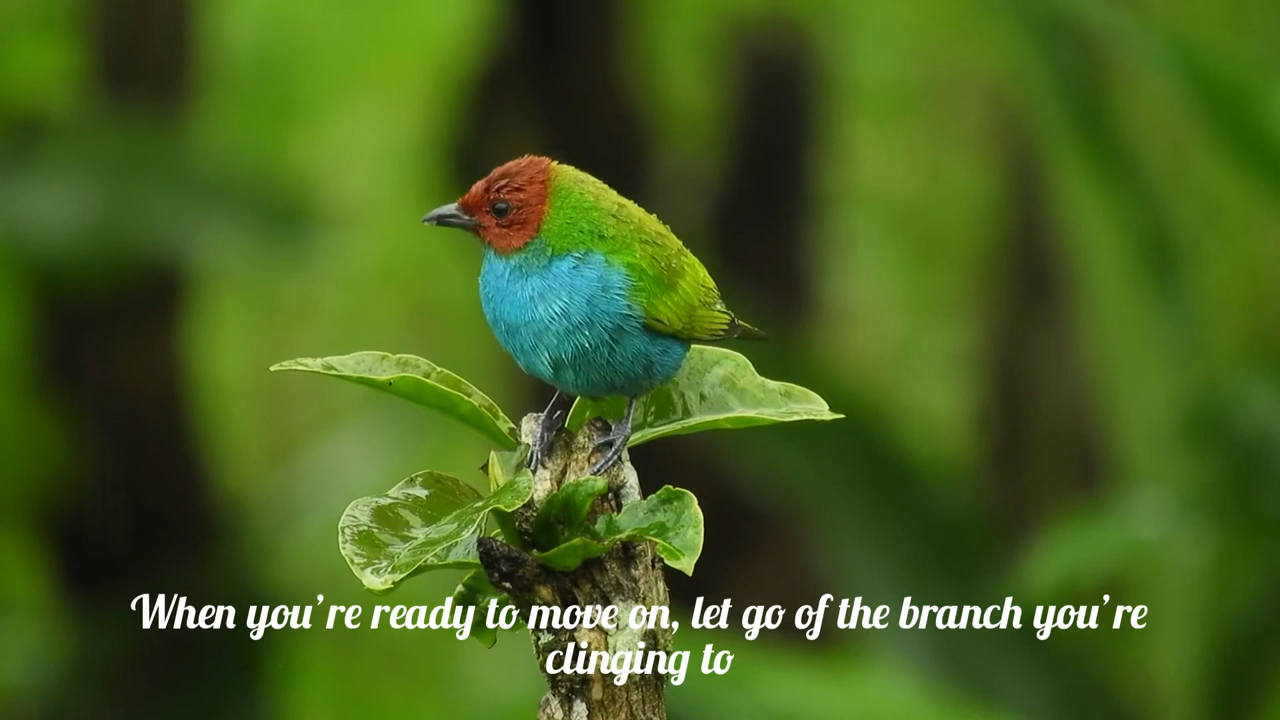 When you’re ready to move on, let go of the branch you’re
clinging to